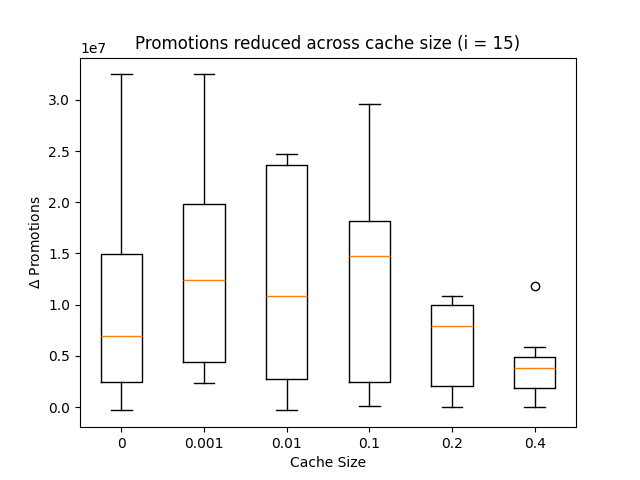 Promotions reduced across cache size (i = 15)
1e7
3.0
2.5
2.0
1.5
1.0
0.5
0.0
Δ Promotions
0 0.001 0.01 0.1 0.2 0.4
Cache Size